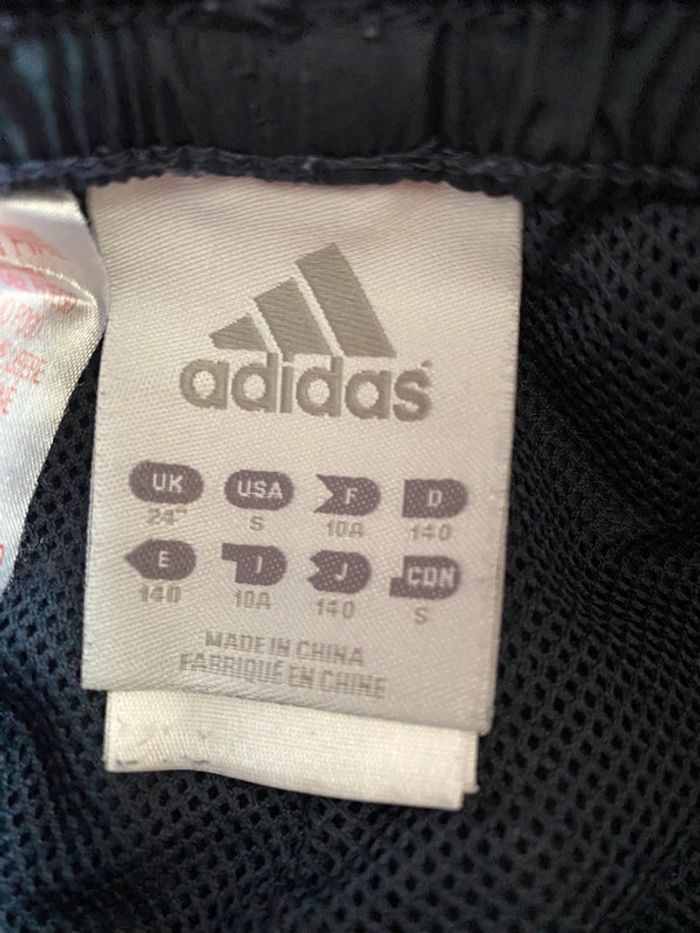 adidas
UK USA F D
24" S 10A 140
E I J CDN
140 10A 140 S
MADE IN CHINA
FABRIQUÉ EN CHINE